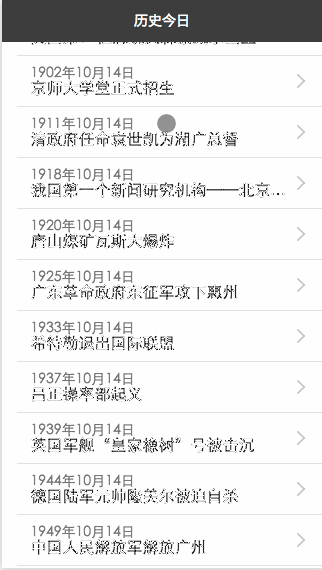 历史今日
1902年10月14日
京师大学堂正式招生
1911年10月14日
清政府任命袁世凯为湖广总督
1918年10月14日
我国第一个新闻研究机构——北京...
1920年10月14日
唐山煤矿瓦斯大爆炸
1925年10月14日
广东革命政府东征军攻下惠州
1933年10月14日
希特勒退出国际联盟
1937年10月14日
吕正操率部起义
1939年10月14日
英国军舰“皇家橡树”号被击沉
1944年10月14日
德国陆军元帅隆美尔被迫自杀
1949年10月14日
中国人民解放军解放广州